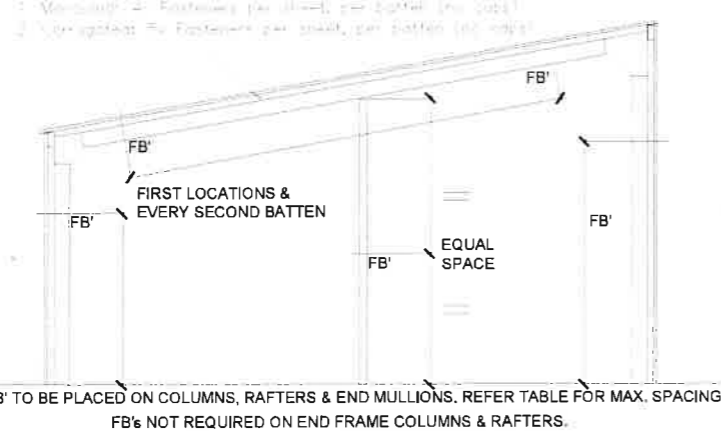 FB'
FB'
FIRST LOCATIONS &
EVERY SECOND BATTEN
FB'
FB'
EQUAL
SPACE
FB'
' TO BE PLACED ON COLUMNS, RAFTERS & END MULLIONS. REFER TABLE FOR MAX. SPACING
FB's NOT REQUIRED ON END FRAME COLUMNS & RAFTERS.